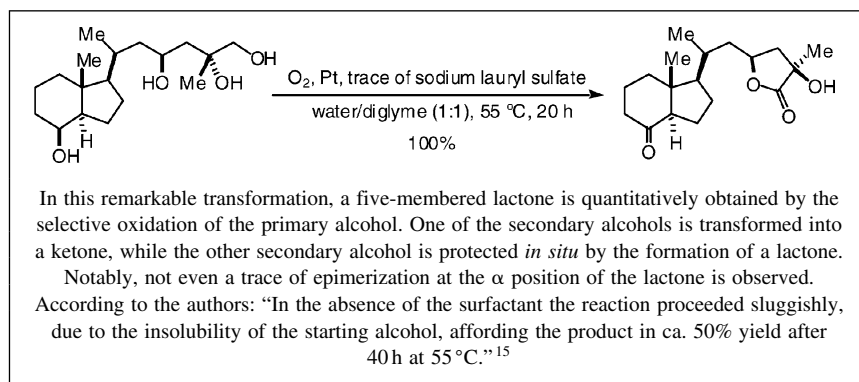 Me
H
Me
OH
HO
Me
OH
H
OH
O₂, Pt, trace of sodium lauryl sulfate
water/diglyme (1:1), 55 ºC, 20 h
100%
Me
H
Me
Me
O
OH
O
H
O
In this remarkable transformation, a five-membered lactone is quantitatively obtained by the
selective oxidation of the primary alcohol. One of the secondary alcohols is transformed into
a ketone, while the other secondary alcohol is protected in situ by the formation of a lactone.
Notably, not even a trace of epimerization at the α position of the lactone is observed.
According to the authors: “In the absence of the surfactant the reaction proceeded sluggishly,
due to the insolubility of the starting alcohol, affording the product in ca. 50% yield after
40 h at 55 °C.” ¹⁵